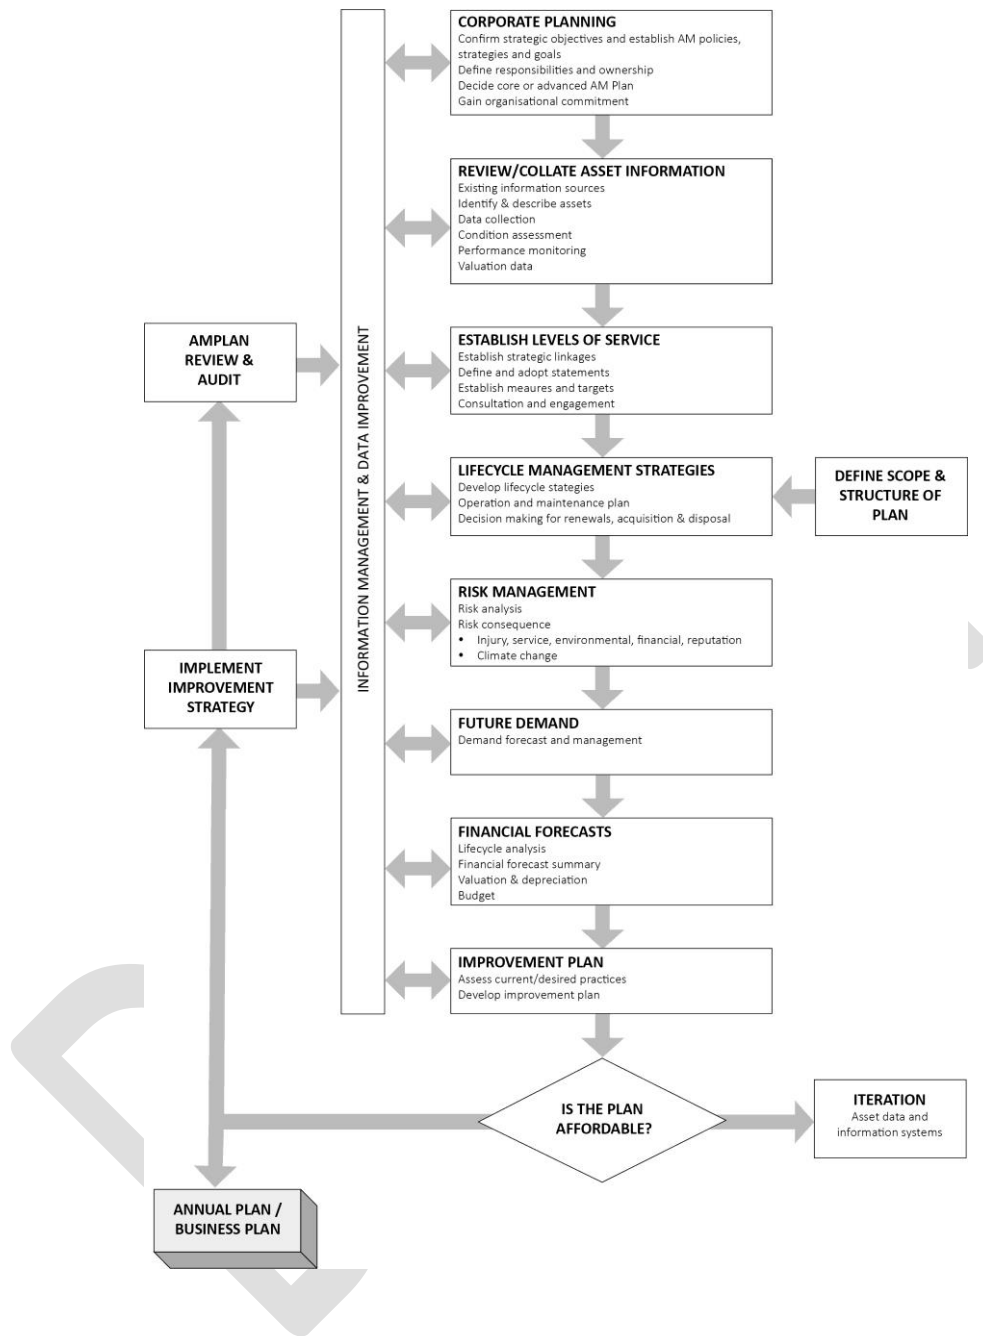 CORPORATE PLANNING
Confirm strategic objectives and establish AM policies,
strategies and goals
Define responsibilities and ownership
Decide core or advanced AM Plan
Gain organisational commitment
REVIEW/COLLATE ASSET INFORMATION
Existing information sources
Identify & describe assets
Data collection
Condition assessment
Performance monitoring
Valuation data
AMPLAN
REVIEW &
AUDIT
INFORMATION MANAGEMENT & DATA IMPROVEMENT
ESTABLISH LEVELS OF SERVICE
Establish strategic linkages
Define and adopt statements
Establish meaures and targets
Consultation and engagement
LIFECYCLE MANAGEMENT STRATEGIES
Develop lifecycle stategies
Operation and maintenance plan
Decision making for renewals, acquisition & disposal
DEFINE SCOPE &
STRUCTURE OF
PLAN
RISK MANAGEMENT
Risk analysis
Risk consequence
• Injury, service, environmental, financial, reputation
• Climate change
IMPLEMENT
IMPROVEMENT
STRATEGY
FUTURE DEMAND
Demand forecast and management
FINANCIAL FORECASTS
Lifecycle analysis
Financial forecast summary
Valuation & depreciation
Budget
IMPROVEMENT PLAN
Assess current/desired practices
Develop improvement plan
IS THE PLAN
AFFORDABLE?
ITERATION
Asset data and
information systems
ANNUAL PLAN /
BUSINESS PLAN